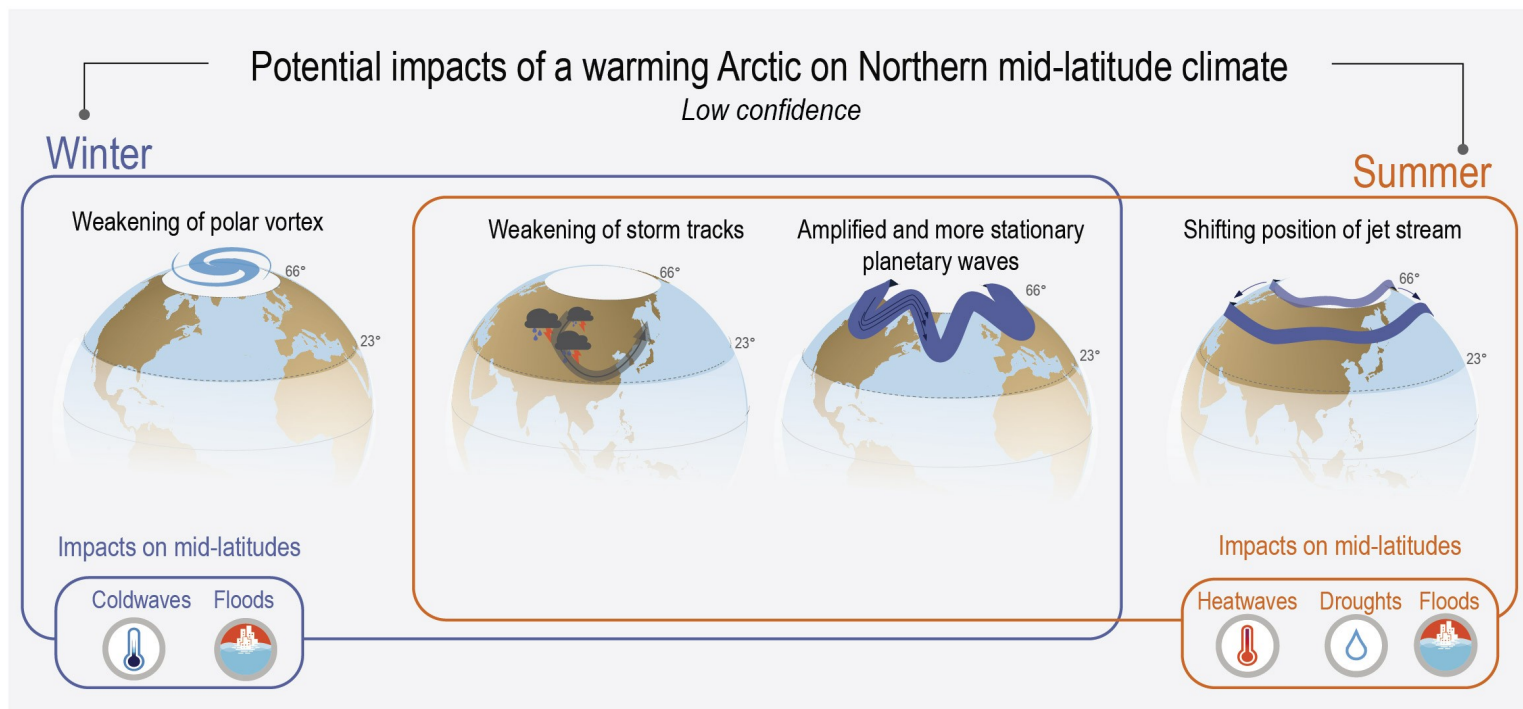 Potential impacts of a warming Arctic on Northern mid-latitude climate
Low confidence
Winter
Summer
Weakening of polar vortex
66°
23°
Weakening of storm tracks
66°
23°
Amplified and more stationary
planetary waves
66°
23°
Shifting position of jet stream
66°
23°
Impacts on mid-latitudes
Coldwaves
Floods
Impacts on mid-latitudes
Heatwaves
Droughts
Floods